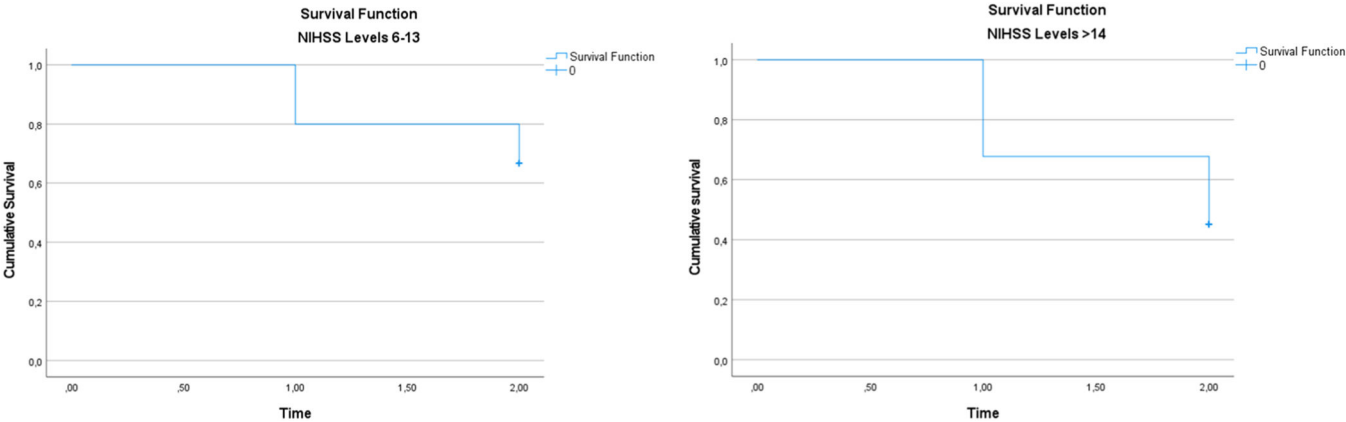 Survival Function
NIHSS Levels 6-13
Survival Function
0
1,0
0,8
0,6
0,4
0,2
0,0
Cumulative Survival
,00
,50
1,00
1,50
2,00
Time
Survival Function
NIHSS Levels >14
Survival Function
0
1,0
0,8
0,6
0,4
0,2
0,0
Cumulative survival
,00
,50
1,00
1,50
2,00
Time